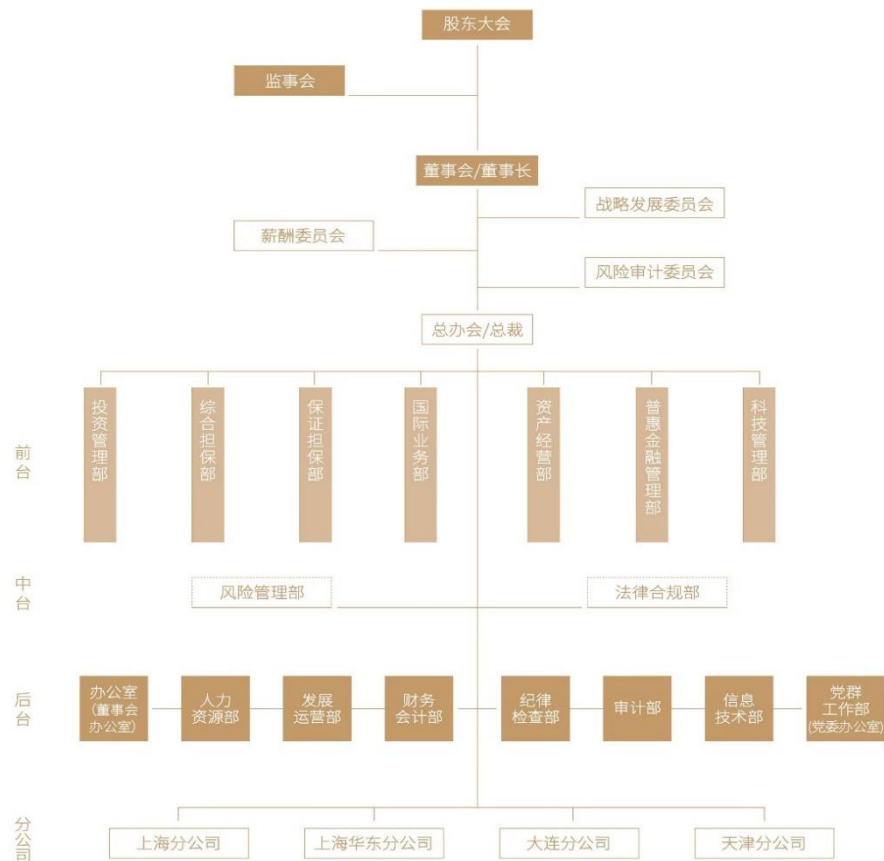 股东大会
监事会
董事会/董事长
战略发展委员会
薪酬委员会
风险审计委员会
总办会/总裁
前台
投资管理部
综合担保部
保证担保部
国际业务部
资产经营部
普惠金融管理部
科技管理部
中台
风险管理部
法律合规部
后台
办公室
(董事会
办公室)
人力
资源部
发展
运营部
财务
会计部
纪律
检查部
审计部
信息
技术部
党群
工作部
(党委办公室)
分公司
上海分公司
上海华东分公司
大连分公司
天津分公司